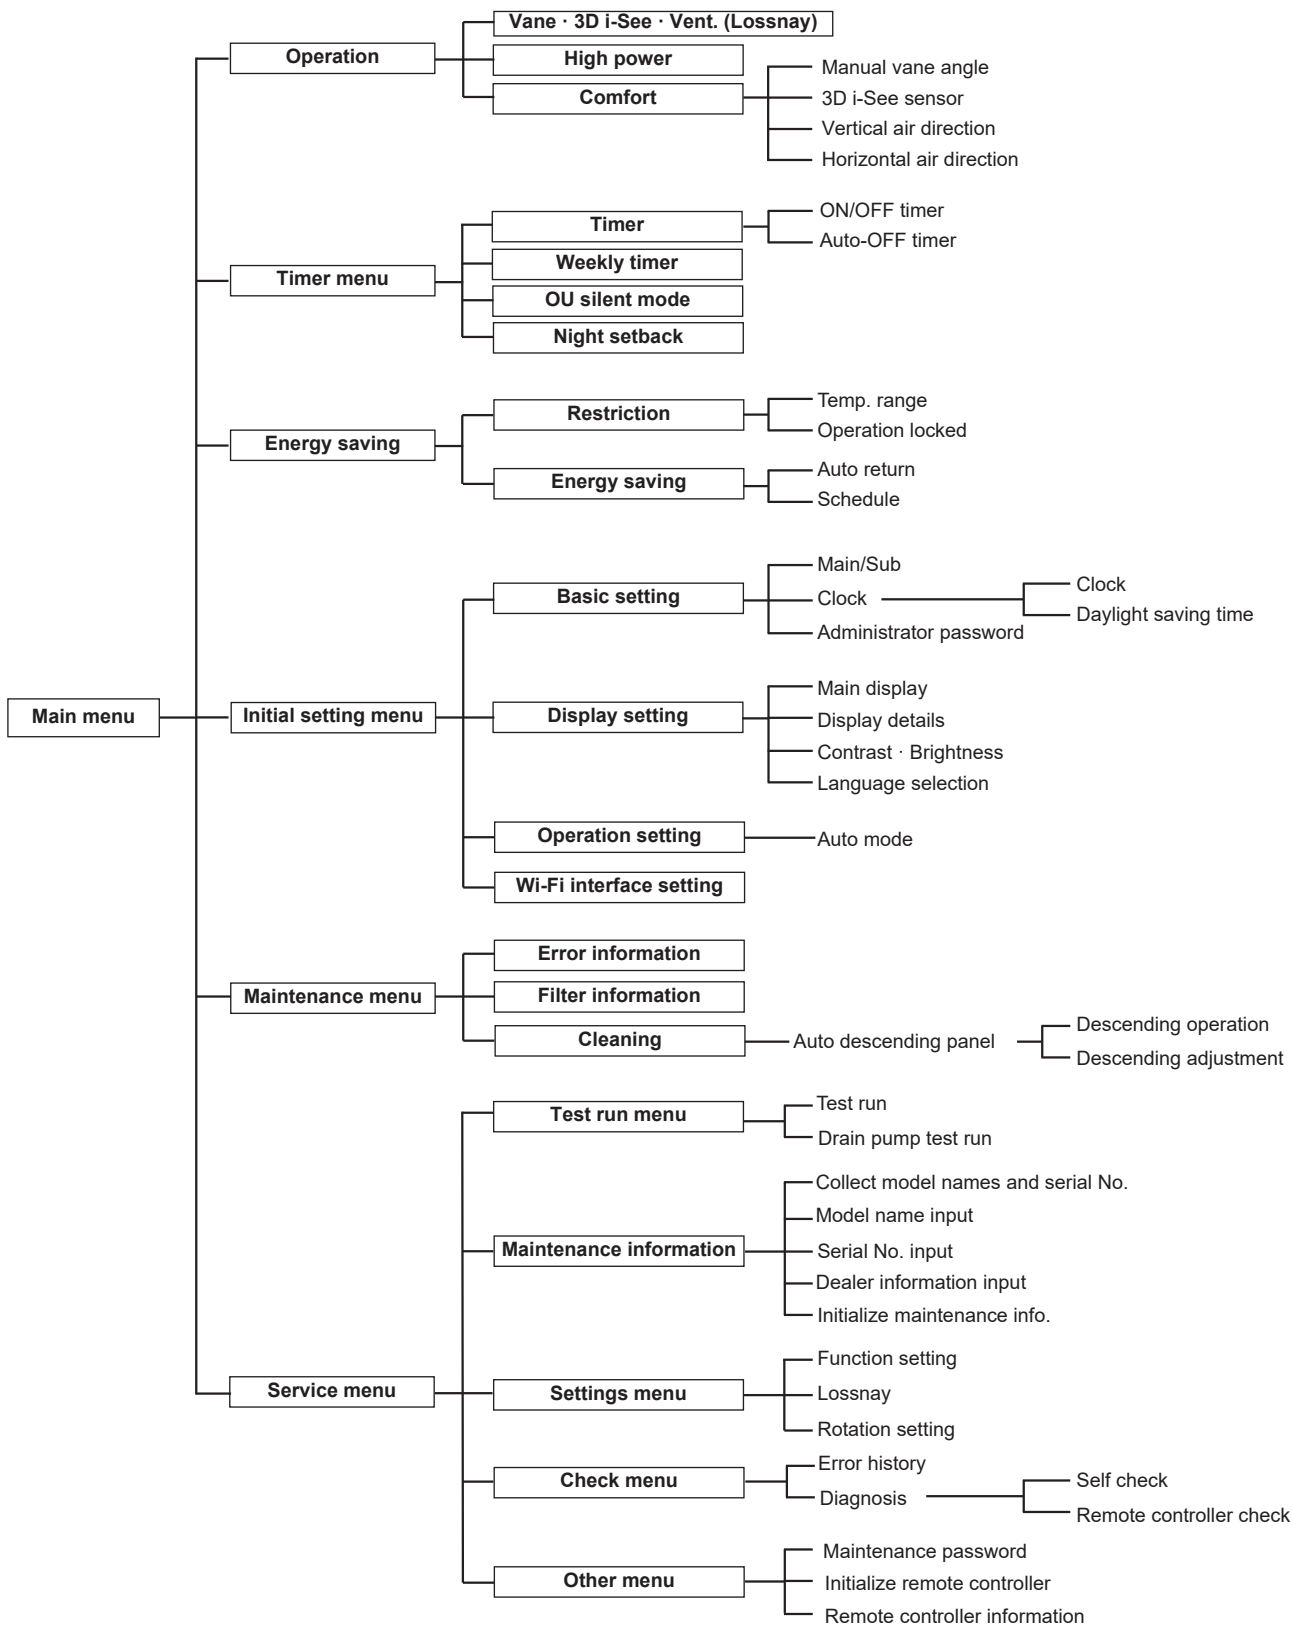 Main menu
Operation
Vane · 3D i-See · Vent. (Lossnay)
High power
Comfort
Manual vane angle
3D i-See sensor
Vertical air direction
Horizontal air direction
Timer menu
Timer
ON/OFF timer
Auto-OFF timer
Weekly timer
OU silent mode
Night setback
Energy saving
Restriction
Temp. range
Operation locked
Energy saving
Auto return
Schedule
Initial setting menu
Basic setting
Main/Sub
Clock
Clock
Daylight saving time
Administrator password
Display setting
Main display
Display details
Contrast · Brightness
Language selection
Operation setting
Auto mode
Wi-Fi interface setting
Maintenance menu
Error information
Filter information
Cleaning
Auto descending panel
Descending operation
Descending adjustment
Service menu
Test run menu
Test run
Drain pump test run
Maintenance information
Collect model names and serial No.
Model name input
Serial No. input
Dealer information input
Initialize maintenance info.
Settings menu
Function setting
Lossnay
Rotation setting
Check menu
Error history
Diagnosis
Self check
Remote controller check
Other menu
Maintenance password
Initialize remote controller
Remote controller information